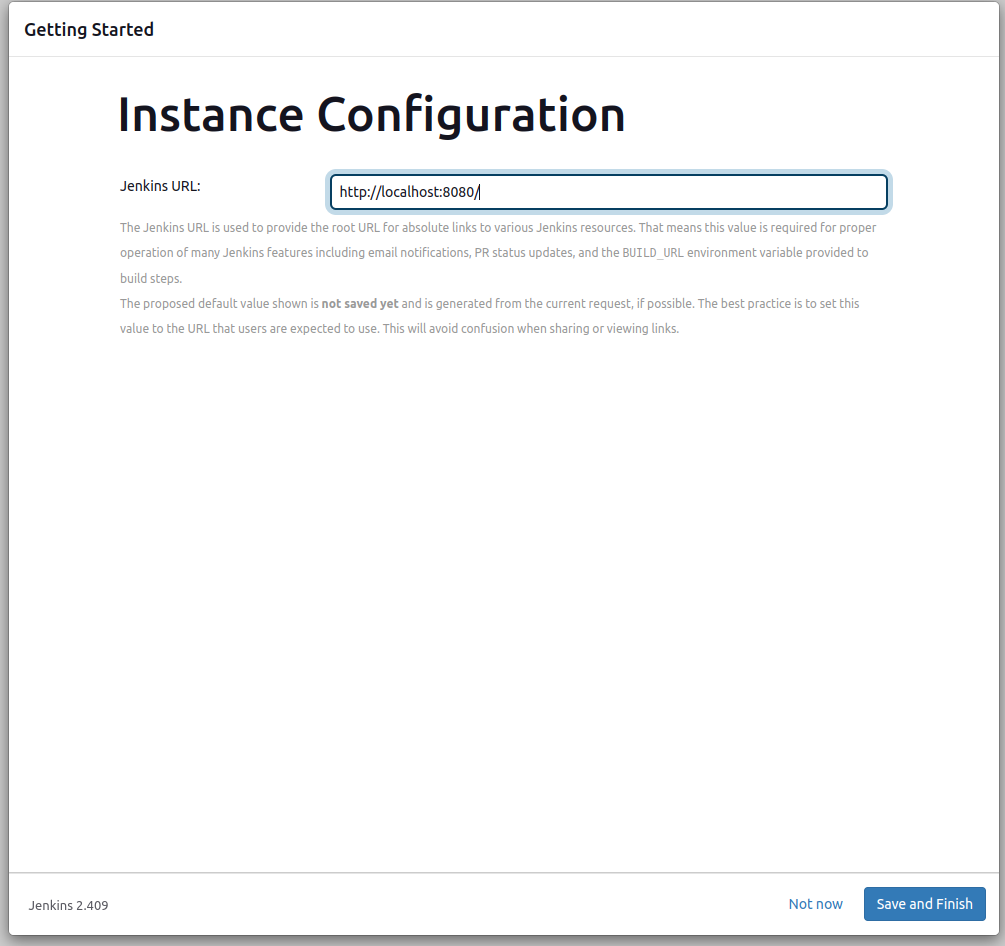 Getting Started
Instance Configuration
Jenkins URL:
http://localhost:8080/
The Jenkins URL is used to provide the root URL for absolute links to various Jenkins resources. That means this value is required for proper
operation of many Jenkins features including email notifications, PR status updates, and the BUILD_URL environment variable provided to
build steps.
The proposed default value shown is not saved yet and is generated from the current request, if possible. The best practice is to set this
value to the URL that users are expected to use. This will avoid confusion when sharing or viewing links.
Jenkins 2.409
Not now
Save and Finish